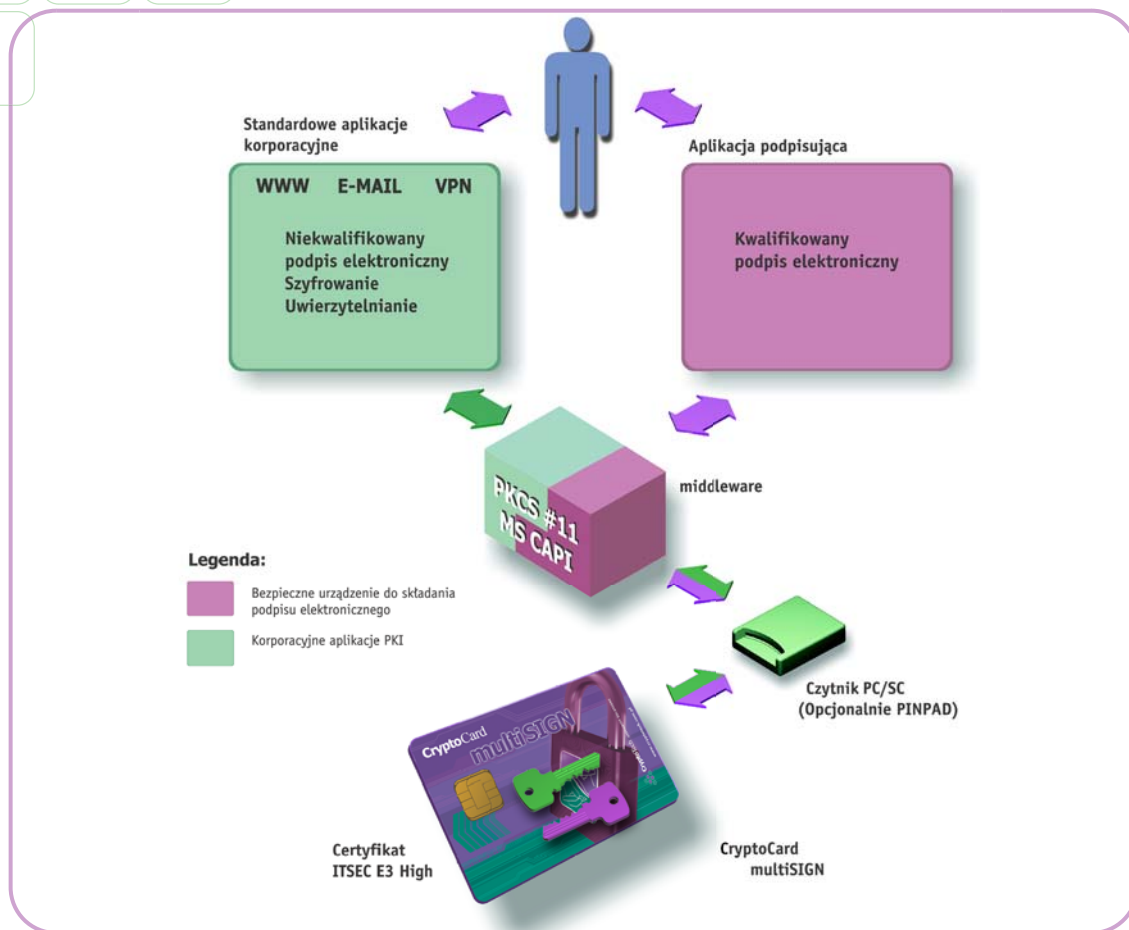 Standardowe aplikacje
korporacyjne
Aplikacja podpisująca
WWW E-MAIL VPN
Niekwalifikowany
podpis elektroniczny
Szyfrowanie
Uwierzytelnianie
Kwalifikowany
podpis elektroniczny
PKCS #11
MS CAPI
middleware
Legenda:
Bezpieczne urządzenie do składania
podpisu elektronicznego
Korporacyjne aplikacje PKI
Czytnik PC/SC
(Opcjonalnie PINPAD)
CryptoCard
multiSIGN
Certyfikat
ITSEC E3 High
CryptoCard
multiSIGN